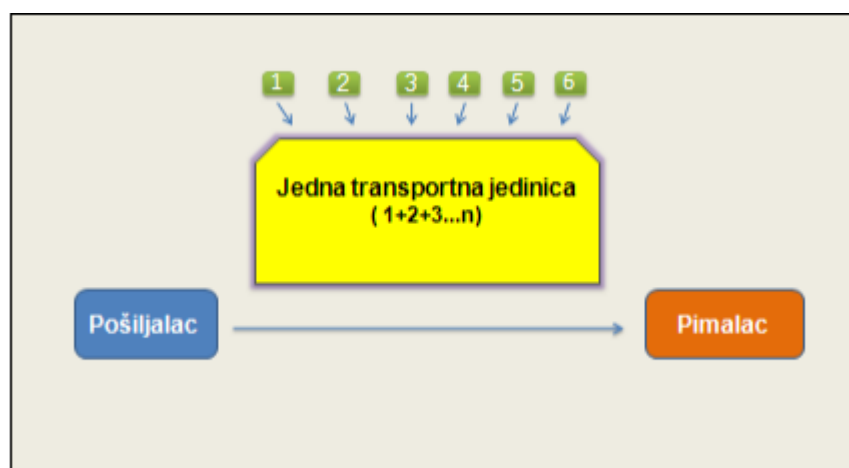 1 2 3 4 5 6
Jedna transportna jedinica
( 1+2+3...n)
Pošiljalac
Pimalac